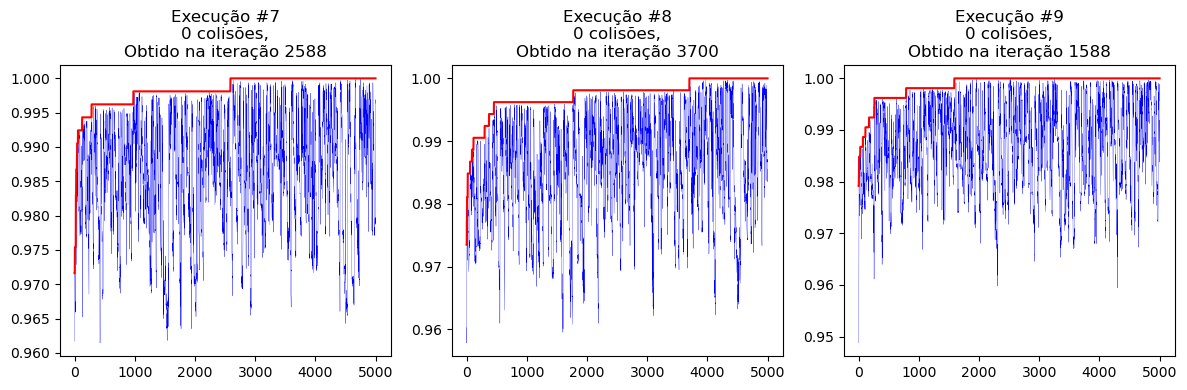 Execução #7
0 colisões,
Obtido na iteração 2588
1.000
0.995
0.990
0.985
0.980
0.975
0.970
0.965
0.960
0 1000 2000 3000 4000 5000
Execução #8
0 colisões,
Obtido na iteração 3700
1.00
0.99
0.98
0.97
0.96
0 1000 2000 3000 4000 5000
Execução #9
0 colisões,
Obtido na iteração 1588
1.00
0.99
0.98
0.97
0.96
0.95
0 1000 2000 3000 4000 5000